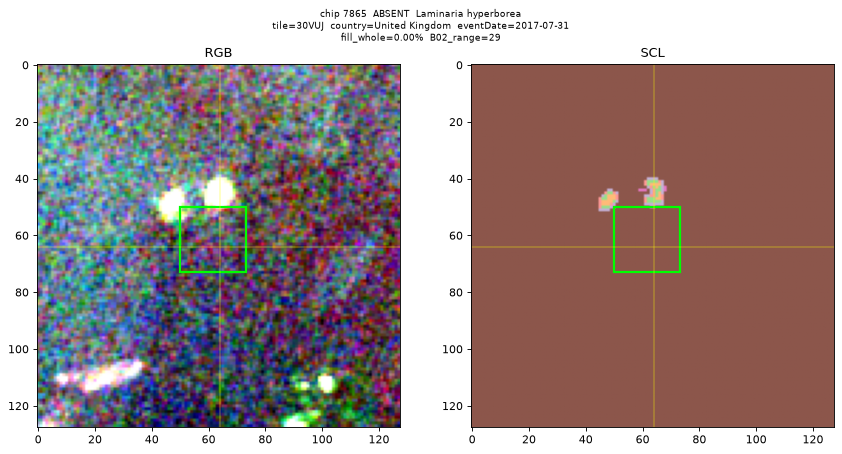 chip 7865  ABSENT  Laminaria hyperborea
tile=30VUJ  country=United Kingdom  eventDate=2017-07-31
fill_whole=0.00%  B02_range=29
RGB
SCL
0
20
40
60
80
100
120
0 20 40 60 80 100 120
0
20
40
60
80
100
120
0 20 40 60 80 100 120